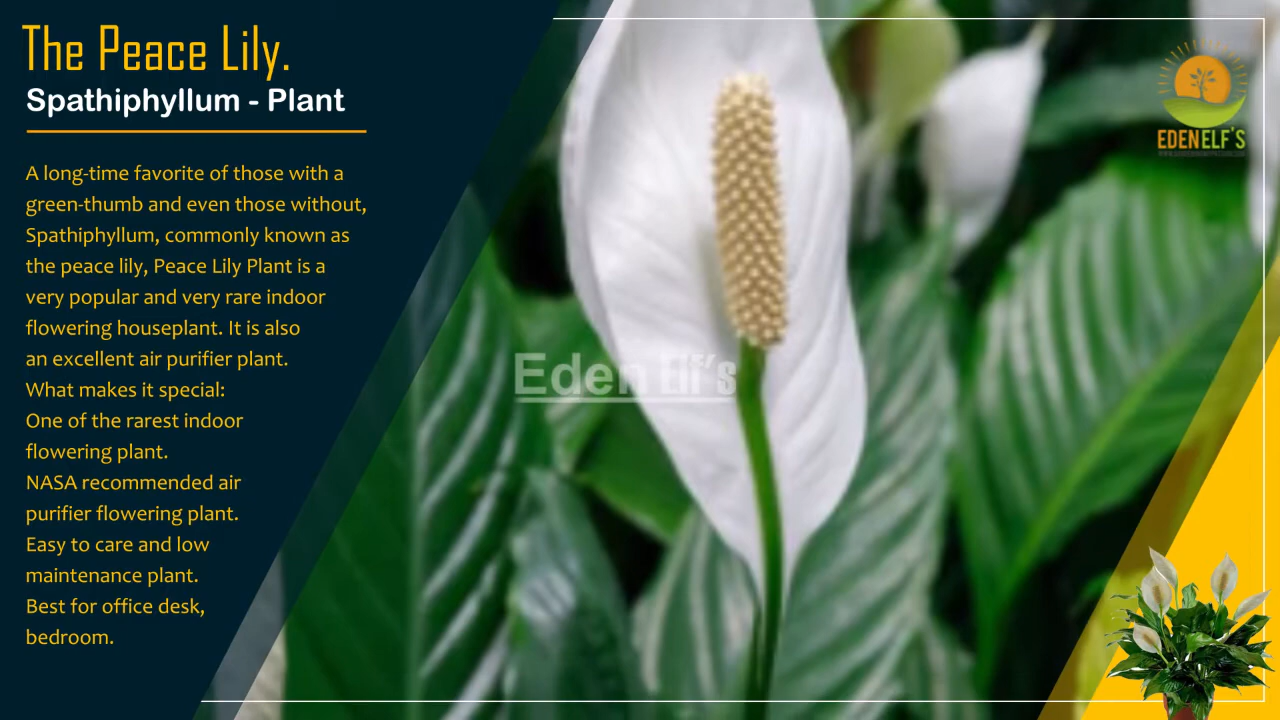 The Peace Lily.
Spathiphyllum - Plant
A long-time favorite of those with a
green-thumb and even those without,
Spathiphyllum, commonly known as
the peace lily, Peace Lily Plant is a
very popular and very rare indoor
flowering houseplant. It is also
an excellent air purifier plant.
What makes it special:
One of the rarest indoor
flowering plant.
NASA recommended air
purifier flowering plant.
Easy to care and low
maintenance plant.
Best for office desk,
bedroom.
Eden Elf's
EDENELF'S